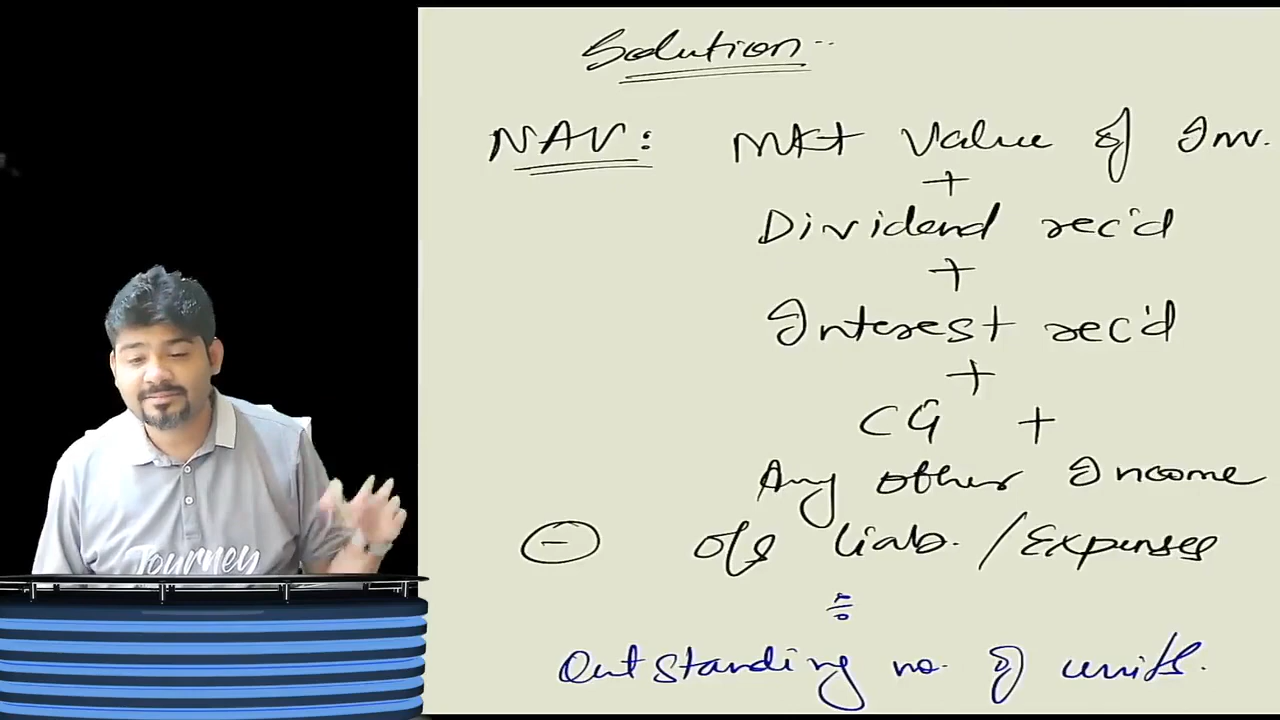 Solution..
NAV: Mkt Value of Inv.
+
Dividend rec'd
+
Interest rec'd
+
CG +
Any other Income
- o/s liab. / Expenses
÷
Outstanding no. of units.
Journey